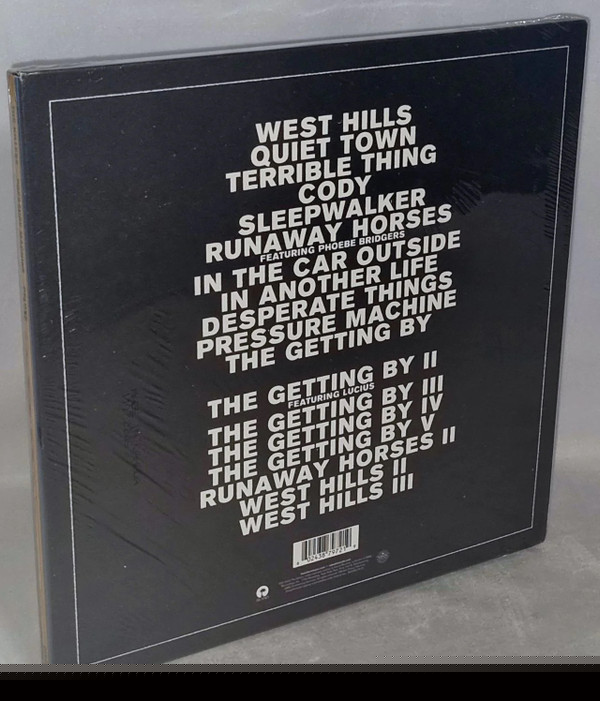 WEST HILLS
QUIET TOWN
TERRIBLE THING
CODY
SLEEPWALKER
RUNAWAY HORSES
FEATURING PHOEBE BRIDGERS
IN THE CAR OUTSIDE
IN ANOTHER LIFE
DESPERATE THINGS
PRESSURE MACHINE
THE GETTING BY
THE GETTING BY II
FEATURING LUCIUS
THE GETTING BY III
THE GETTING BY IV
THE GETTING BY V
RUNAWAY HORSES II
WEST HILLS II
WEST HILLS III